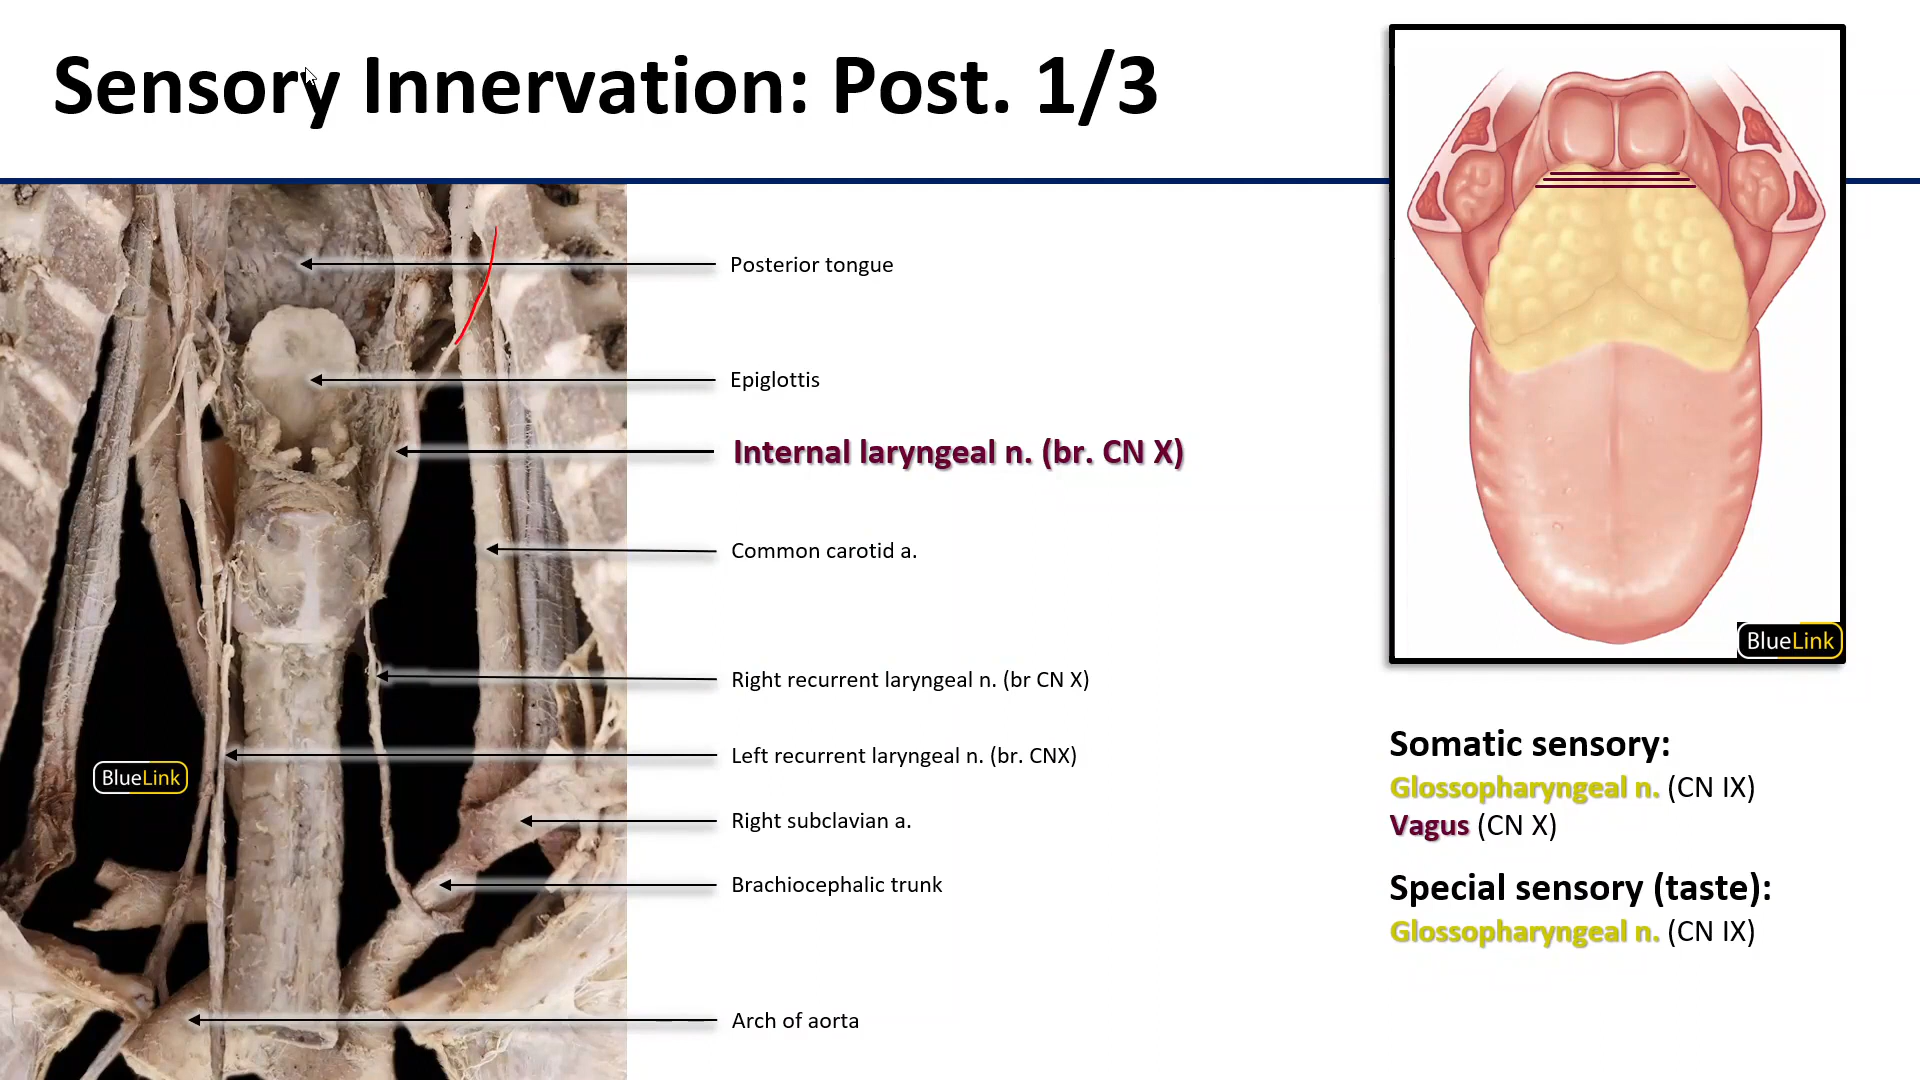 Sensory Innervation: Post. 1/3
Posterior tongue
Epiglottis
Internal laryngeal n. (br. CN X)
Common carotid a.
Right recurrent laryngeal n. (br CN X)
Left recurrent laryngeal n. (br. CNX)
Right subclavian a.
Brachiocephalic trunk
Arch of aorta
BlueLink
BlueLink
Somatic sensory:
Glossopharyngeal n. (CN IX)
Vagus (CN X)
Special sensory (taste):
Glossopharyngeal n. (CN IX)